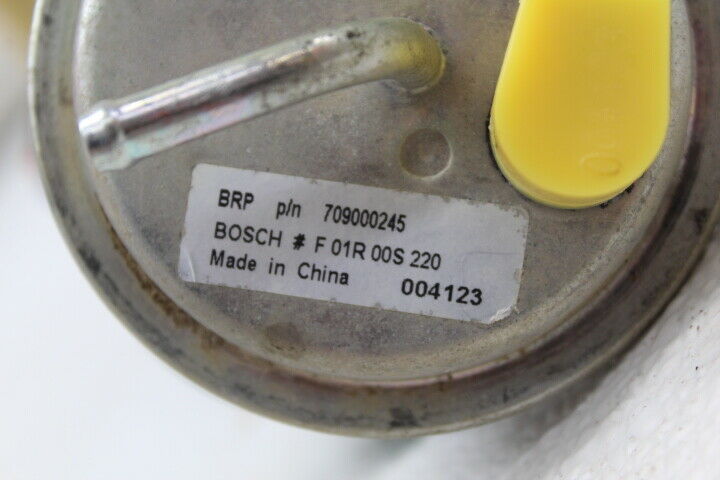 BRP p/n 709000245
BOSCH # F 01R 00S 220
Made in China 004123